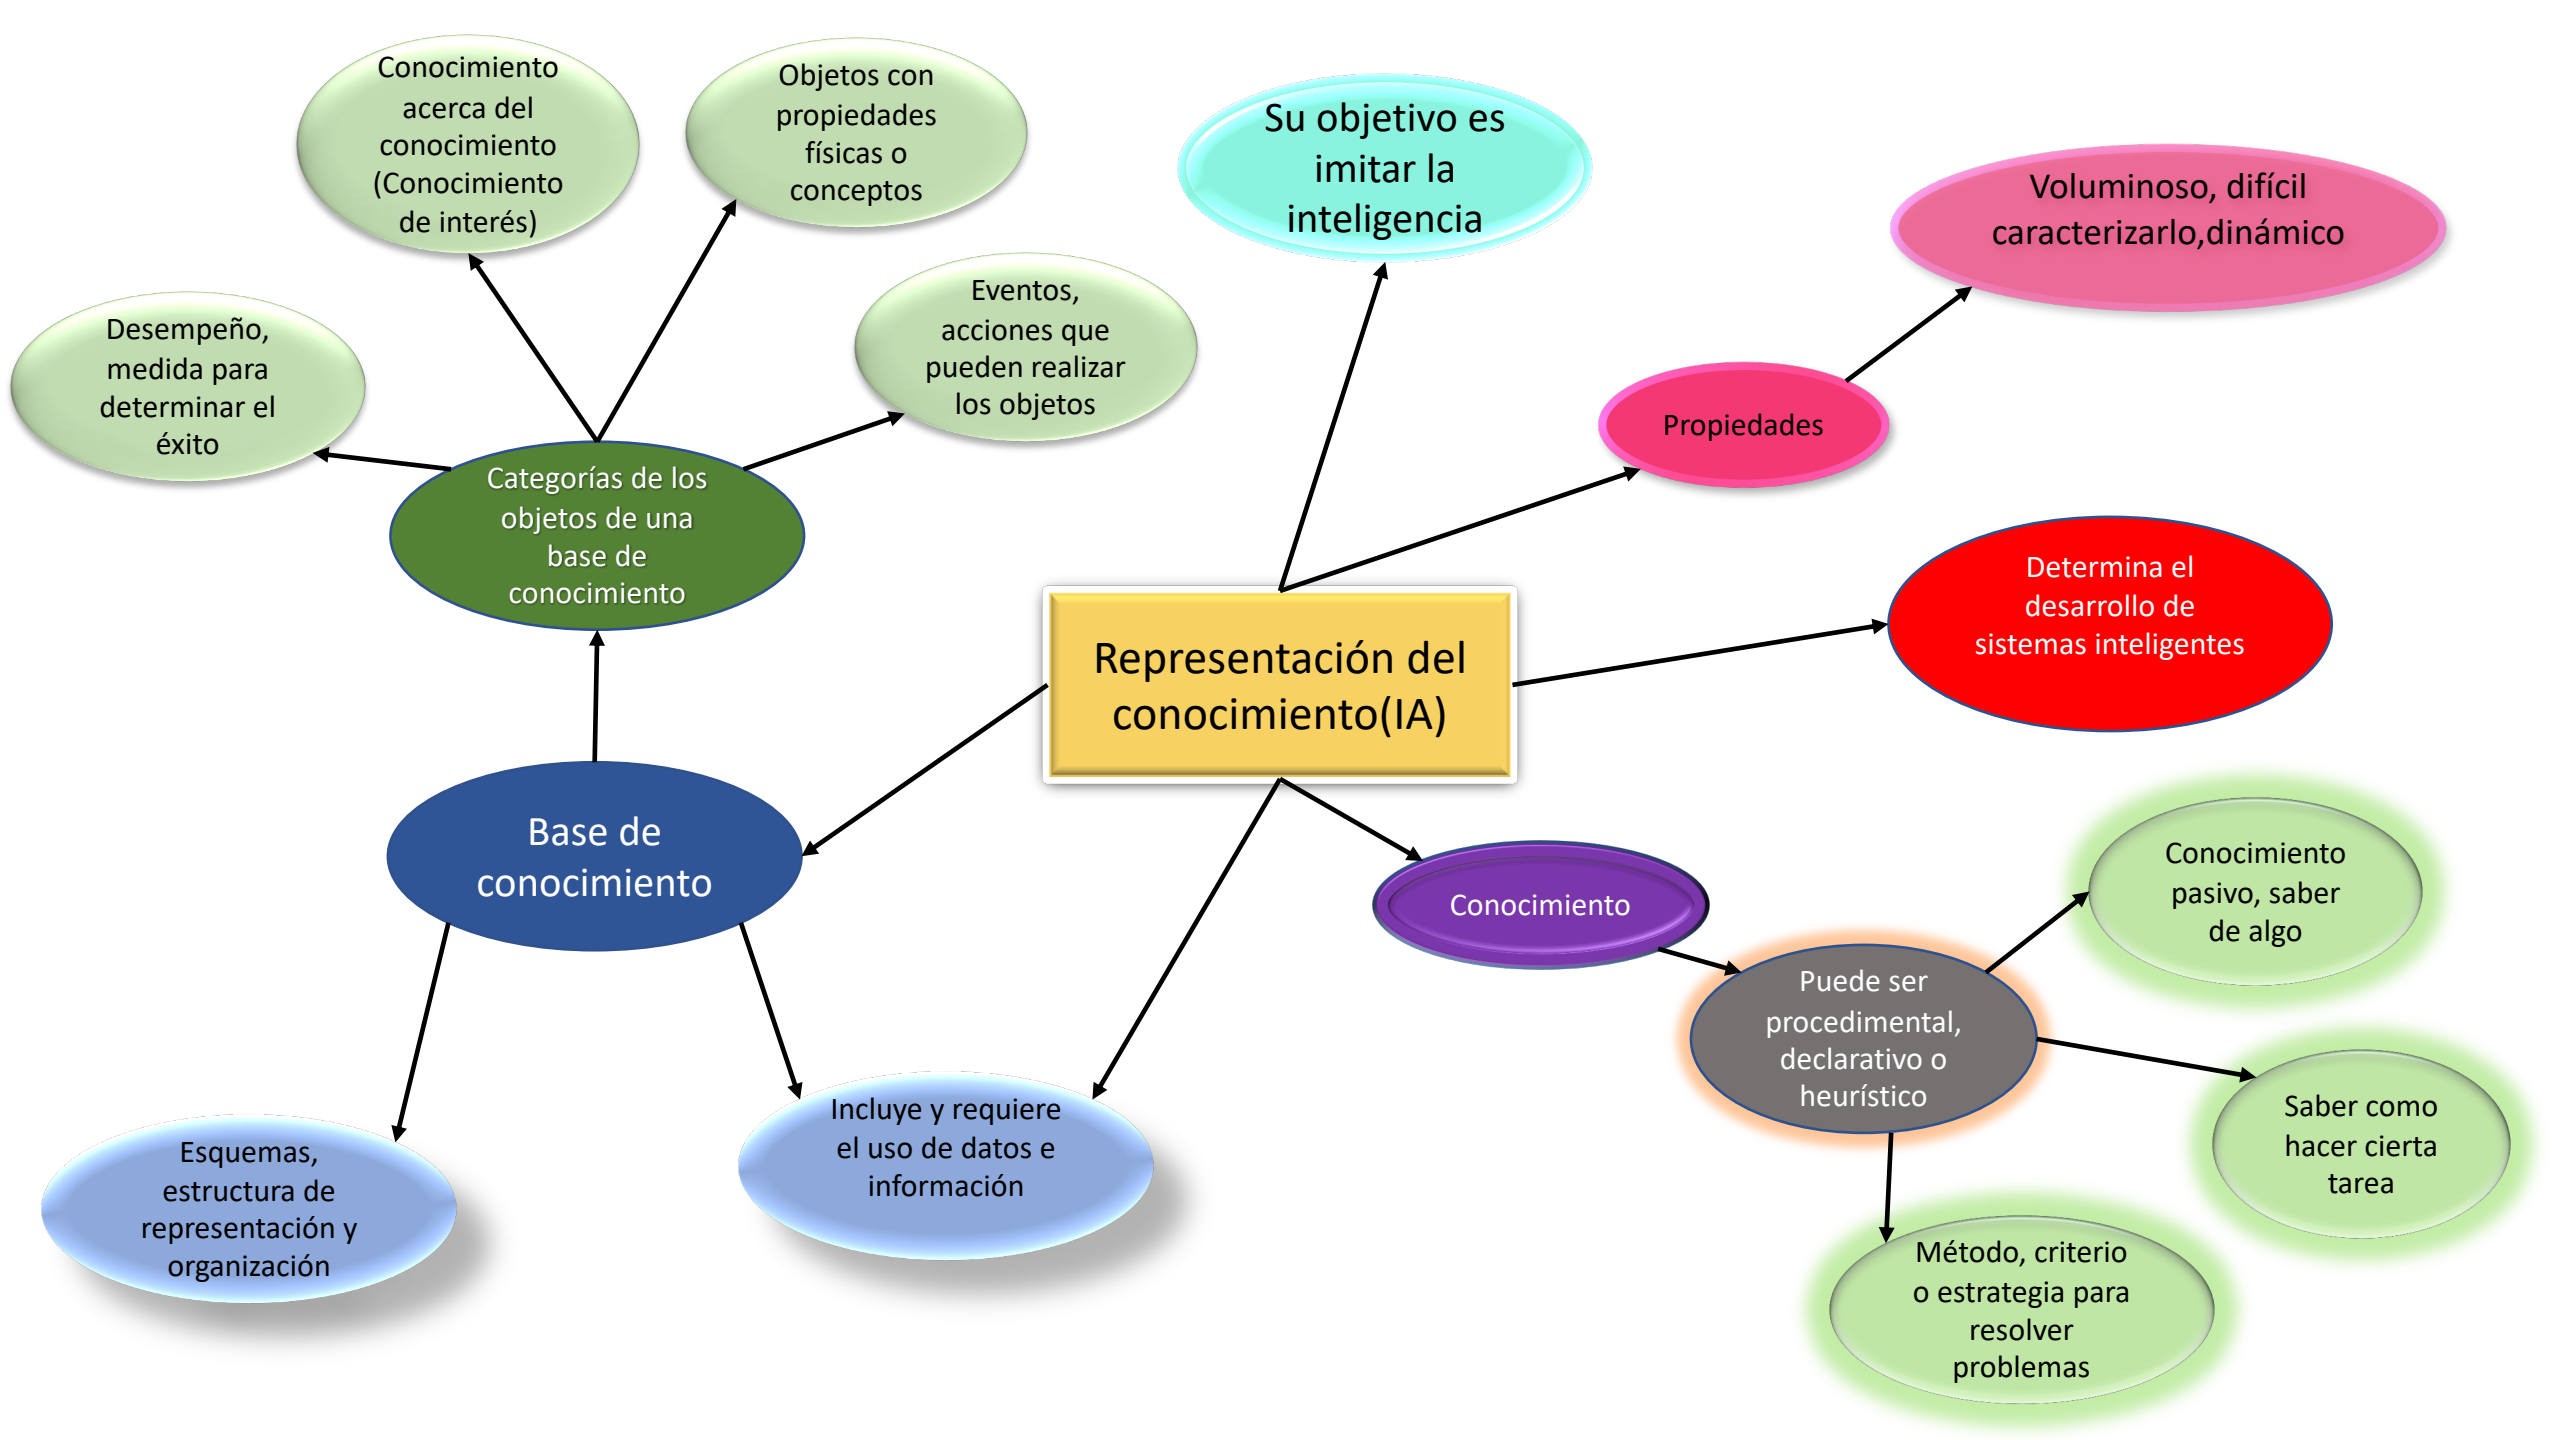 Conocimiento
acerca del
conocimiento
(Conocimiento
de interés)
Objetos con
propiedades
físicas o
conceptos
Su objetivo es
imitar la
inteligencia
Voluminoso, difícil
caracterizarlo,dinámico
Desempeño,
medida para
determinar el
éxito
Eventos,
acciones que
pueden realizar
los objetos
Propiedades
Categorías de los
objetos de una
base de
conocimiento
Determina el
desarrollo de
sistemas inteligentes
Representación del
conocimiento(IA)
Base de
conocimiento
Conocimiento
Conocimiento
pasivo, saber
de algo
Puede ser
procedimental,
declarativo o
heurístico
Saber como
hacer cierta
tarea
Esquemas,
estructura de
representación y
organización
Incluye y requiere
el uso de datos e
información
Método, criterio
o estrategia para
resolver
problemas